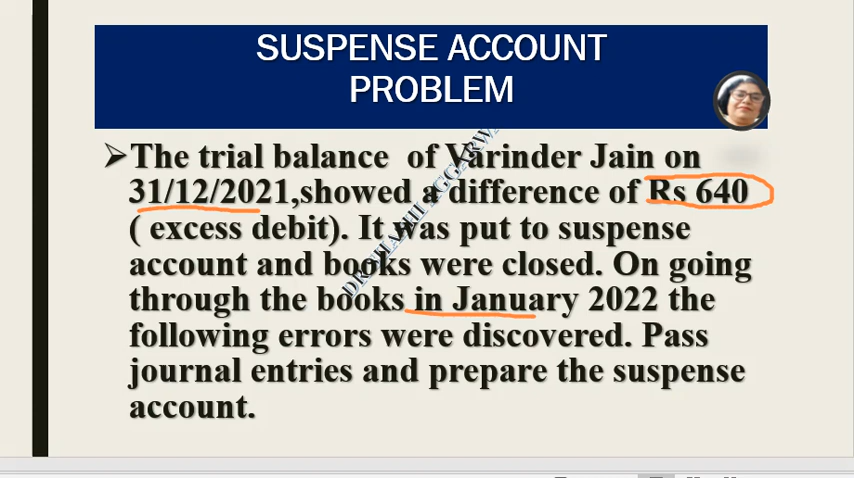 SUSPENSE ACCOUNT
PROBLEM
➢The trial balance of Varinder Jain on
31/12/2021,showed a difference of Rs 640
( excess debit). It was put to suspense
account and books were closed. On going
through the books in January 2022 the
following errors were discovered. Pass
journal entries and prepare the suspense
account.